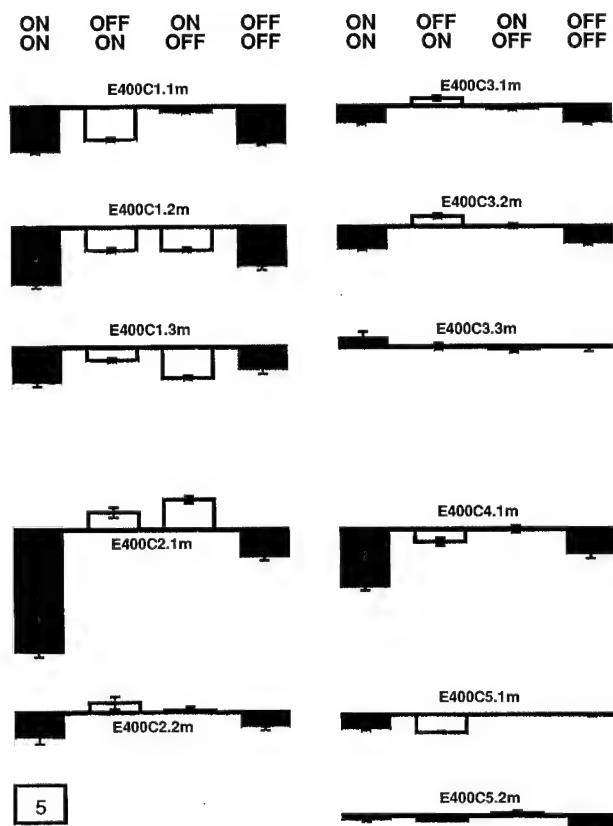 ON OFF ON OFF
ON ON OFF OFF
E400C1.1m
E400C1.2m
E400C1.3m
E400C2.1m
E400C2.2m
5
ON OFF ON OFF
ON ON OFF OFF
E400C3.1m
E400C3.2m
E400C3.3m
E400C4.1m
E400C5.1m
E400C5.2m